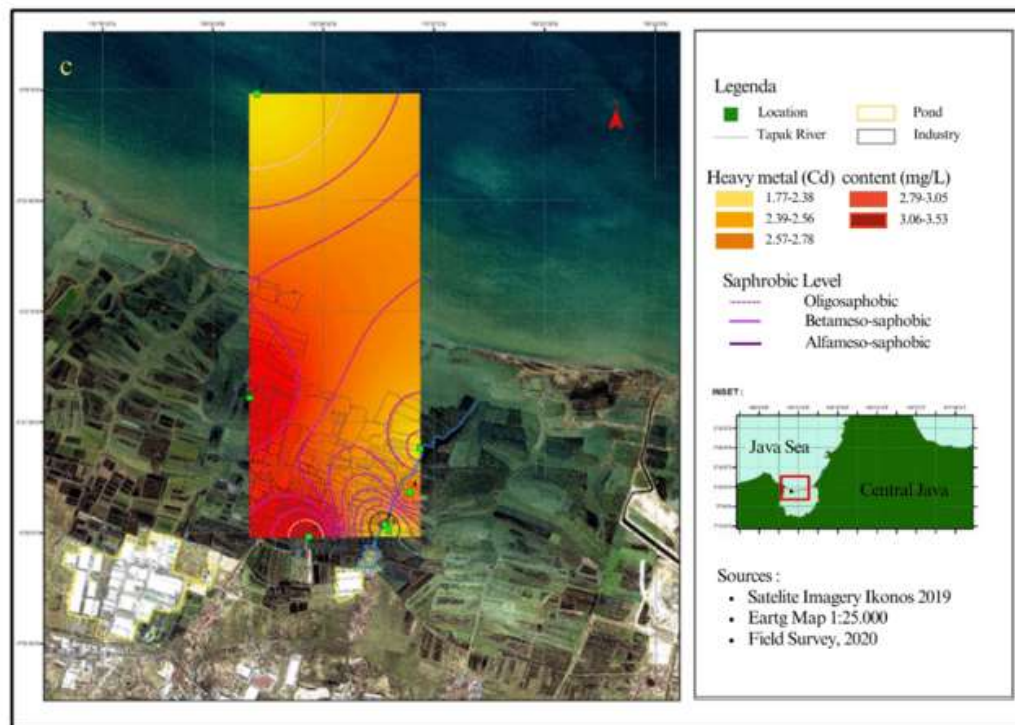 c
Legenda
Location
Pond
Tapak River
Industry
Heavy metal (Cd) content (mg/L)
1.77-2.38
2.79-3.05
2.39-2.56
3.06-3.53
2.57-2.78
Saphrobic Level
Oligosaphobic
Betameso-saphobic
Alfameso-saphobic
INSET :
Java Sea
Central Java
Sources :
• Satelite Imagery Ikonos 2019
• Eartg Map 1:25.000
• Field Survey, 2020